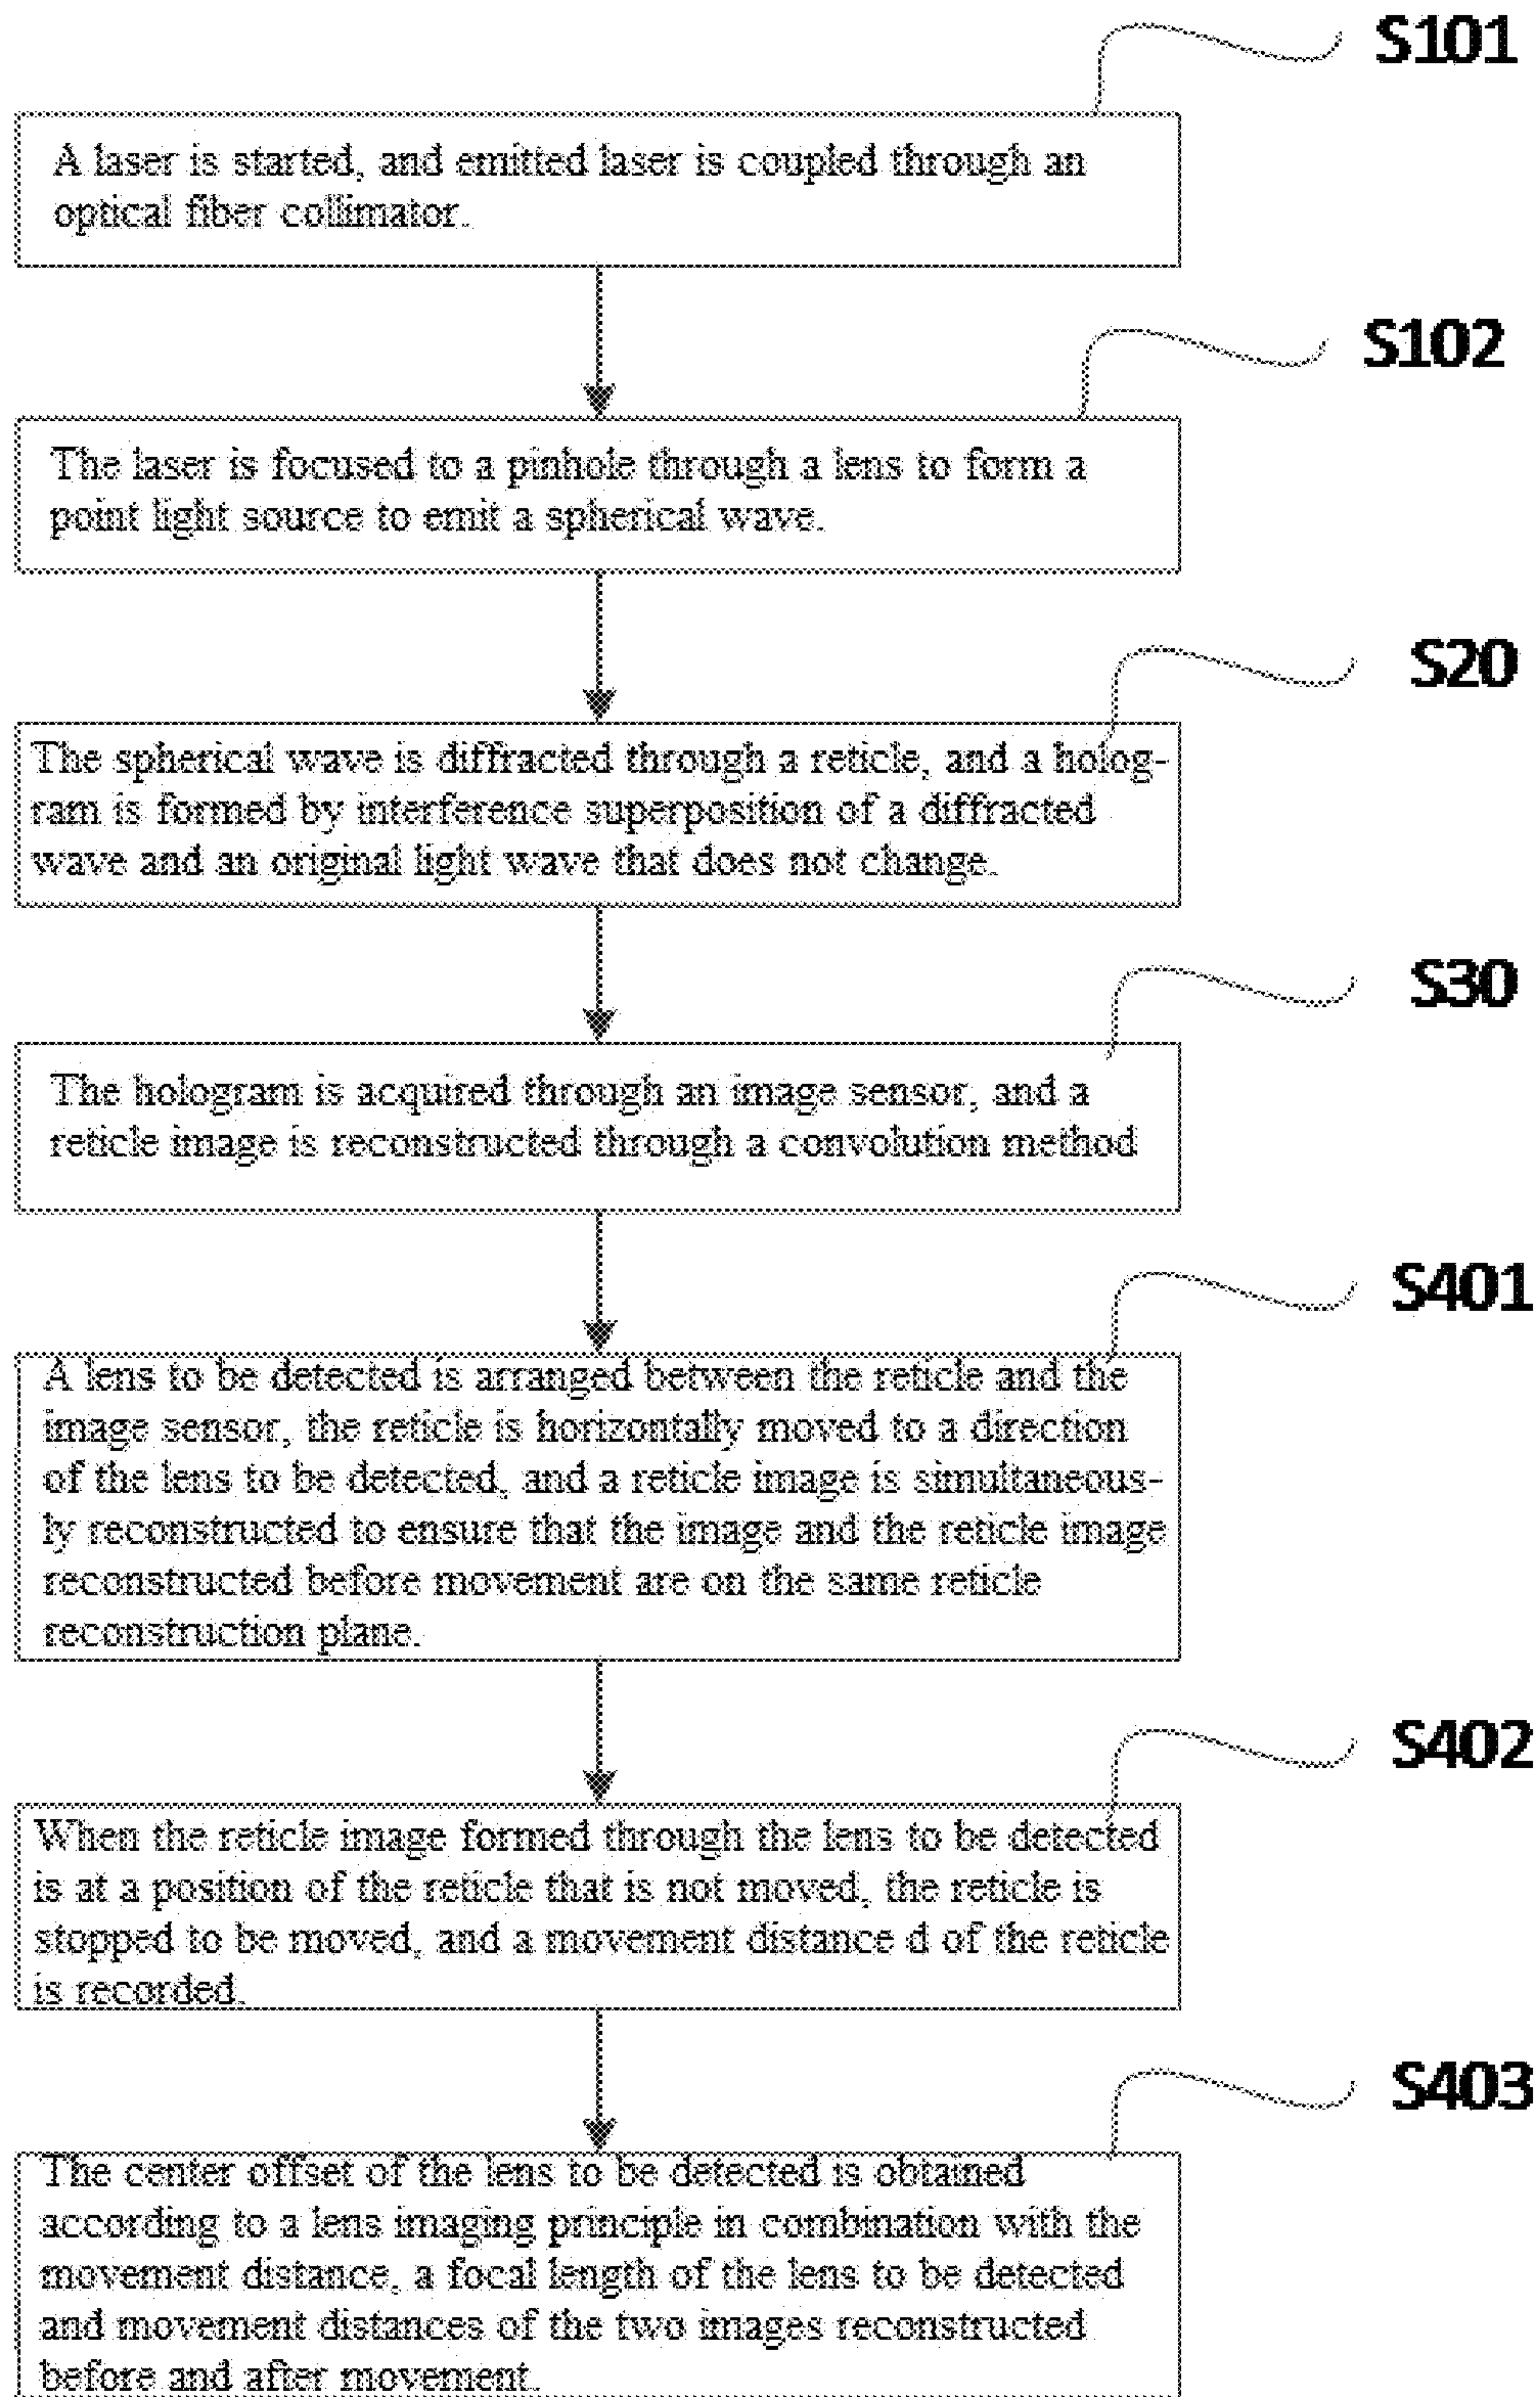 S101
A laser is started, and emitted laser is coupled through an
optical fiber collimator.
S102
The laser is focused to a pinhole through a lens to form a
point light source to emit a spherical wave.
S20
The spherical wave is diffracted through a reticle, and a holog-
ram is formed by interference superposition of a diffracted
wave and an original light wave that does not change.
S30
The hologram is acquired through an image sensor, and a
reticle image is reconstructed through a convolution method
S401
A lens to be detected is arranged between the reticle and the
image sensor, the reticle is horizontally moved to a direction
of the lens to be detected, and a reticle image is simultaneous-
ly reconstructed to ensure that the image and the reticle image
reconstructed before movement are on the same reticle
reconstruction plane.
S402
When the reticle image formed through the lens to be detected
is at a position of the reticle that is not moved, the reticle is
stopped to be moved, and a movement distance d of the reticle
is recorded.
S403
The center offset of the lens to be detected is obtained
according to a lens imaging principle in combination with the
movement distance, a focal length of the lens to be detected
and movement distances of the two images reconstructed
before and after movement.